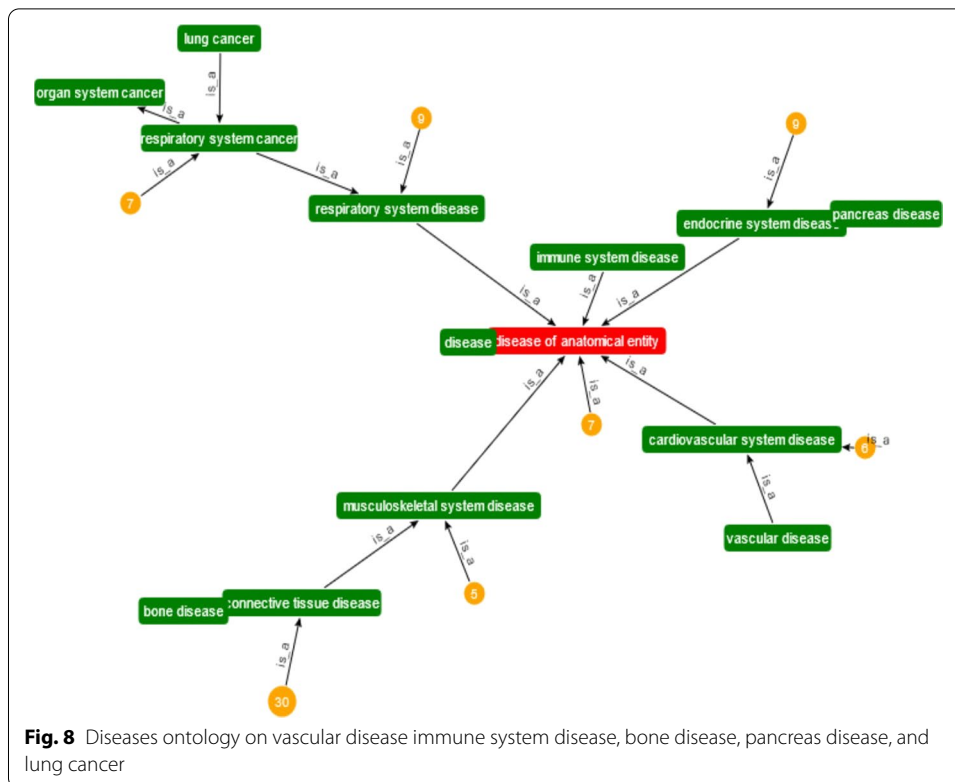 lung cancer
is_a
organ system cancer
is_a
respiratory system cancer
is_a
7
is_a
9
is_a
respiratory system disease
9
is_a
pancreas disease
endocrine system disease
immune system disease
is_a
is_a
is_a
disease
disease of anatomical entity
is_a
is_a
is_a
7
cardiovascular system disease
is_a
6
is_a
vascular disease
musculoskeletal system disease
is_a
is_a
5
connective tissue disease
bone disease
is_a
30
Fig. 8 Diseases ontology on vascular disease immune system disease, bone disease, pancreas disease, and
lung cancer